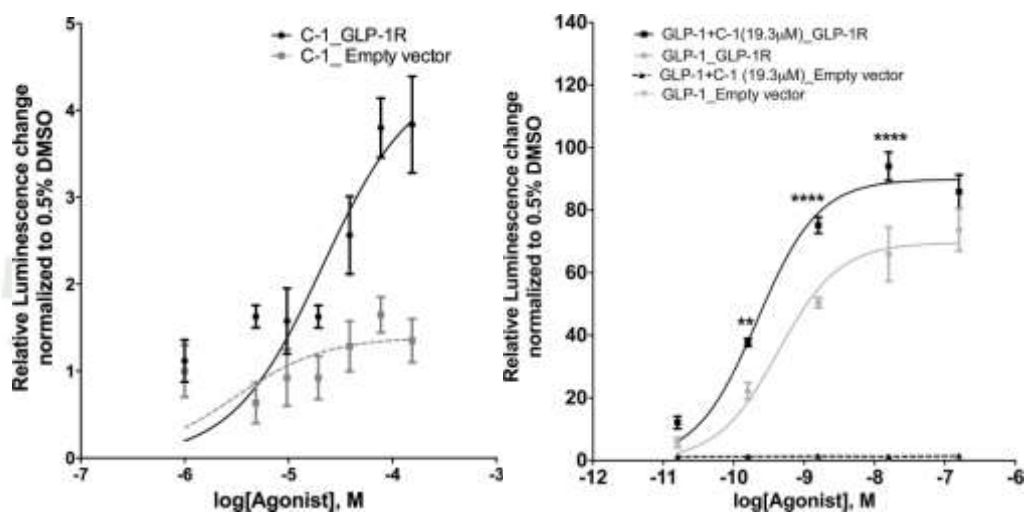 Relative Luminescence change
normalized to 0.5% DMSO
5
4
3
2
1
0
C-1_GLP-1R
C-1_ Empty vector
-7
-6
-5
-4
-3
log[Agonist], M
Relative Luminescence change
normalized to 0.5% DMSO
140
120
100
80
60
40
20
0
GLP-1+C-1(19.3μM)_GLP-1R
GLP-1_GLP-1R
GLP-1+C-1 (19.3μM)_Empty vector
GLP-1_Empty vector
**
****
****
-12
-11
-10
-9
-8
-7
-6
log[Agonist], M